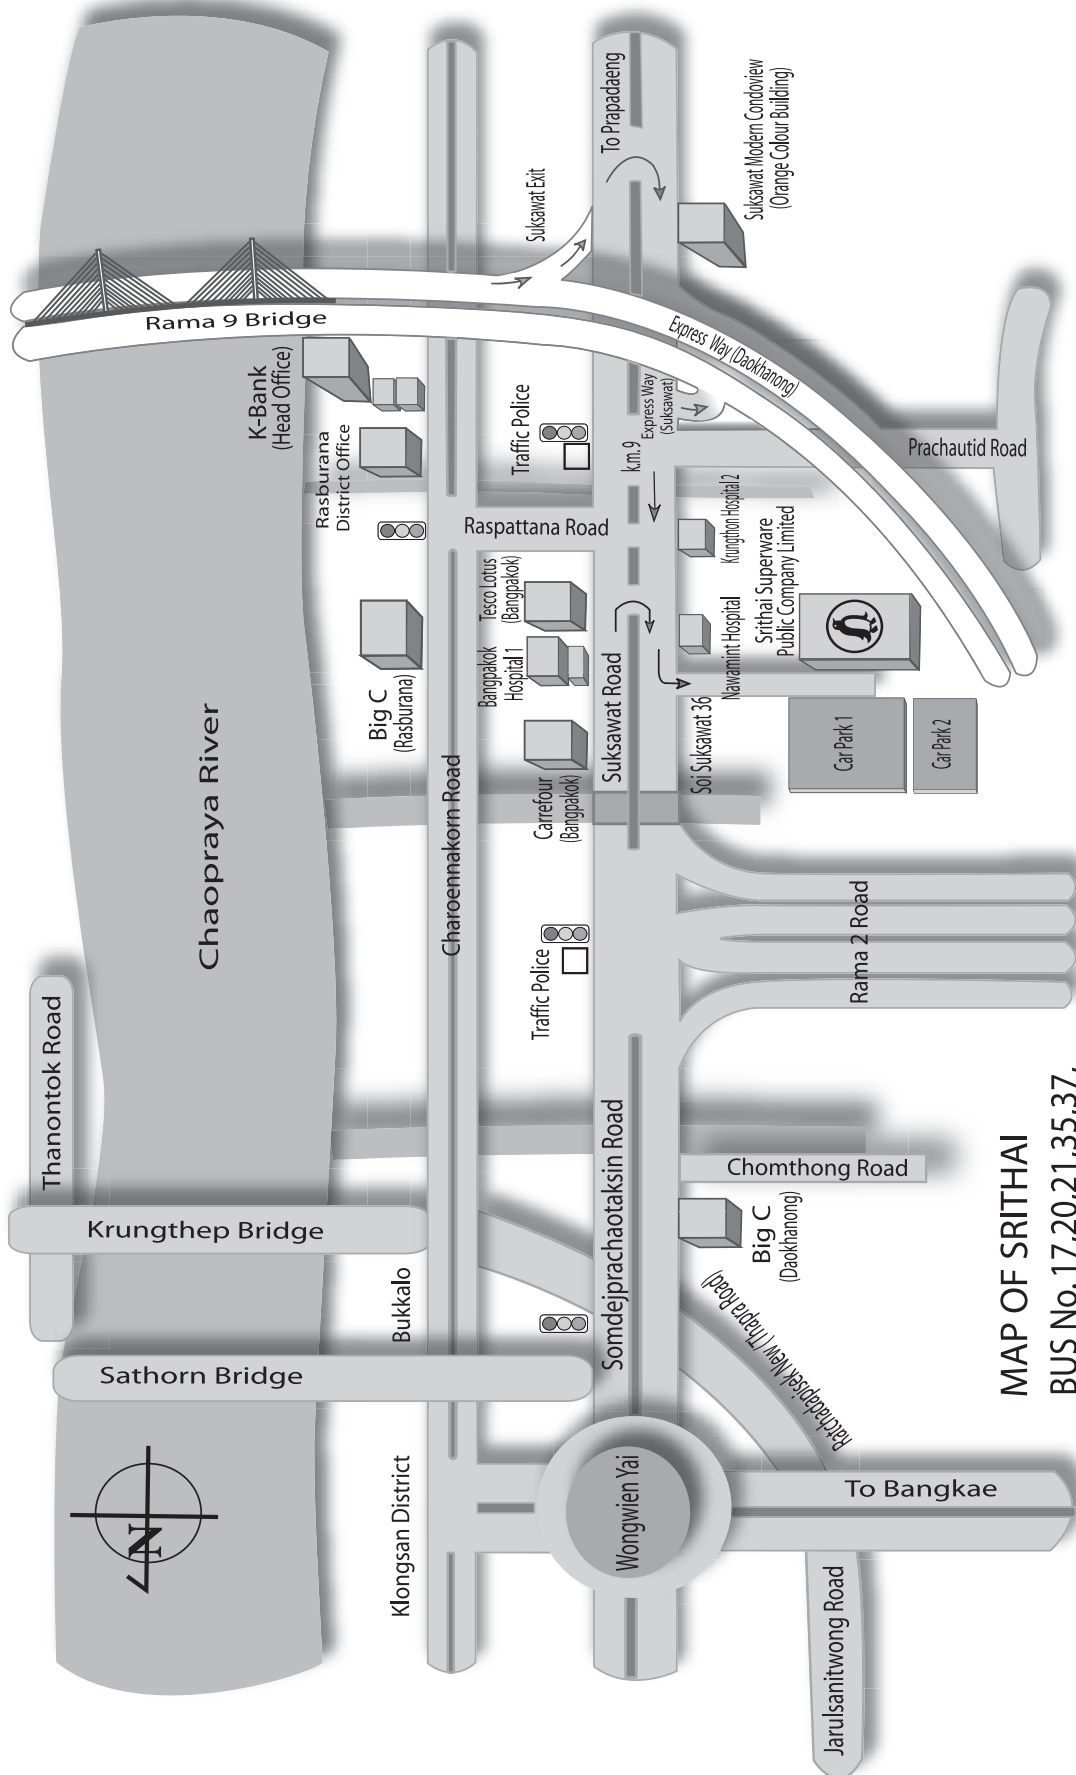 Thanontok Road
Krungthep Bridge
Sathorn Bridge
N
Chaopraya River
Rama 9 Bridge
K-Bank
(Head Office)
Rasburana
District Office
Big C
(Rasburana)
Bukkalo
Klongsan District
Charoennakorn Road
Suksawat Exit
Traffic Police
Raspattana Road
Tesco Lotus
(Bangpakok)
Bangpakok
Hospital 1
Carrefour
(Bangpakok)
Traffic Police
To Prapadaeng
k.m.9
Express Way
(Suksawat)
Suksawat Road
Somdejprachaotaksin Road
Wongwien Yai
Suksawat Modern Condoview
(Orange Colour Building)
Express Way (Daokhanong)
Prachautid Road
Krungthon Hospital 2
Nawamint Hospital
Srithai Superware
Public Company Limited
Soi Suksawat 36
Car Park 1
Car Park 2
Rama 2 Road
Chomthong Road
Big C
(Daokhanong)
Ratchadapisek New (Thapra Road)
To Bangkae
Jarulsanitwong Road
MAP OF SRITHAI
BUS No. 17,20,21,35,37,